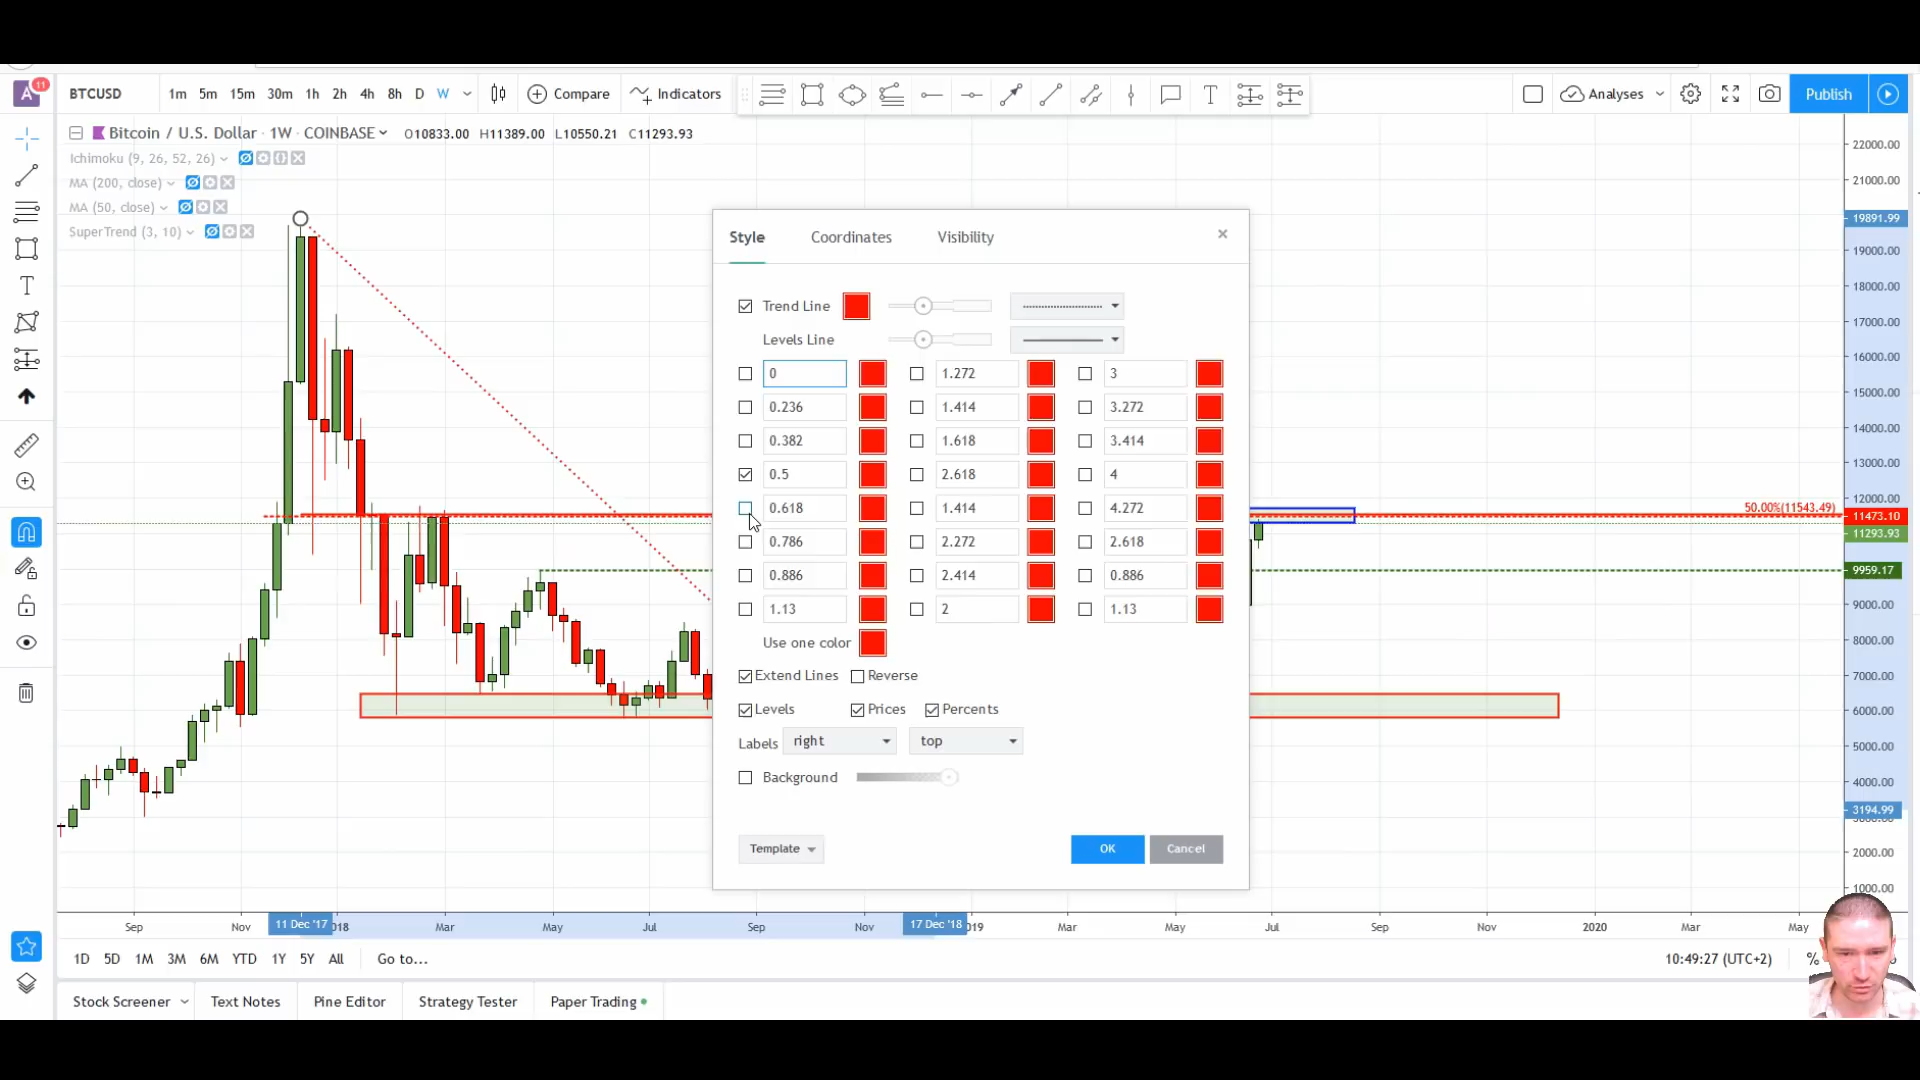 A 11 BTCUSD 1m 5m 15m 30m 1h 2h 4h 8h D W Compare Indicators T Analyses Publish
Bitcoin / U.S. Dollar · 1W · COINBASE O10833.00 H11389.00 L10550.21 C11293.93
Ichimoku (9, 26, 52, 26)
MA (200, close)
MA (50, close)
SuperTrend (3, 10)
T
Style Coordinates Visibility
Trend Line
Levels Line
0 1.272 3
0.236 1.414 3.272
0.382 1.618 3.414
0.5 2.618 4
0.618 1.414 4.272
0.786 2.272 2.618
0.886 2.414 0.886
1.13 2 1.13
Use one color
Extend Lines Reverse
Levels Prices Percents
Labels right top
Background
Template OK Cancel
50.00%(11543.49)
22000.00
21000.00
19891.99
19000.00
18000.00
17000.00
16000.00
15000.00
14000.00
13000.00
12000.00
11473.10
11293.93
9959.17
9000.00
8000.00
7000.00
6000.00
5000.00
4000.00
3194.99
2000.00
1000.00
Sep Nov 11 Dec '17 018 Mar May Jul Sep Nov 17 Dec '18 019 Mar May Jul Sep Nov 2020 Mar May
1D 5D 1M 3M 6M YTD 1Y 5Y All Go to... 10:49:27 (UTC+2) %
Stock Screener Text Notes Pine Editor Strategy Tester Paper Trading